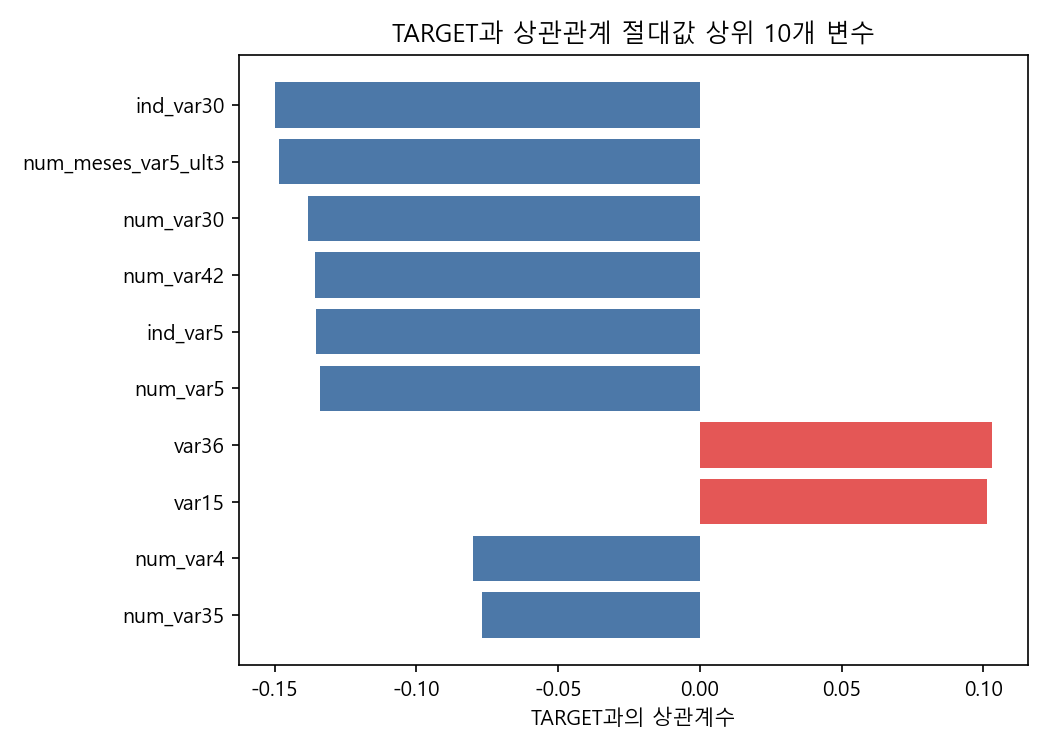 TARGET과 상관관계 절대값 상위 10개 변수
ind_var30
num_meses_var5_ult3
num_var30
num_var42
ind_var5
num_var5
var36
var15
num_var4
num_var35
-0.15 -0.10 -0.05 0.00 0.05 0.10
TARGET과의 상관계수